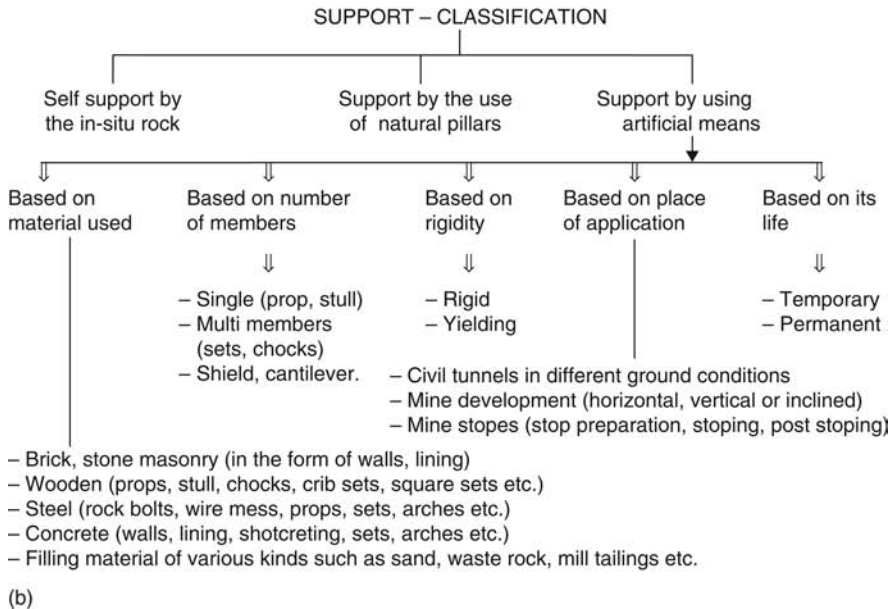 SUPPORT – CLASSIFICATION
Self support by
the in-situ rock
Support by the use
of natural pillars
Support by using
artificial means
Based on
material used
Based on number
of members
Based on
rigidity
Based on place
of application
Based on its
life
– Single (prop, stull)
– Multi members
(sets, chocks)
– Shield, cantilever.
– Rigid
– Yielding
– Temporary
– Permanent
– Civil tunnels in different ground conditions
– Mine development (horizontal, vertical or inclined)
– Mine stopes (stop preparation, stoping, post stoping)
– Brick, stone masonry (in the form of walls, lining)
– Wooden (props, stull, chocks, crib sets, square sets etc.)
– Steel (rock bolts, wire mess, props, sets, arches etc.)
– Concrete (walls, lining, shotcreting, sets, arches etc.)
– Filling material of various kinds such as sand, waste rock, mill tailings etc.
(b)